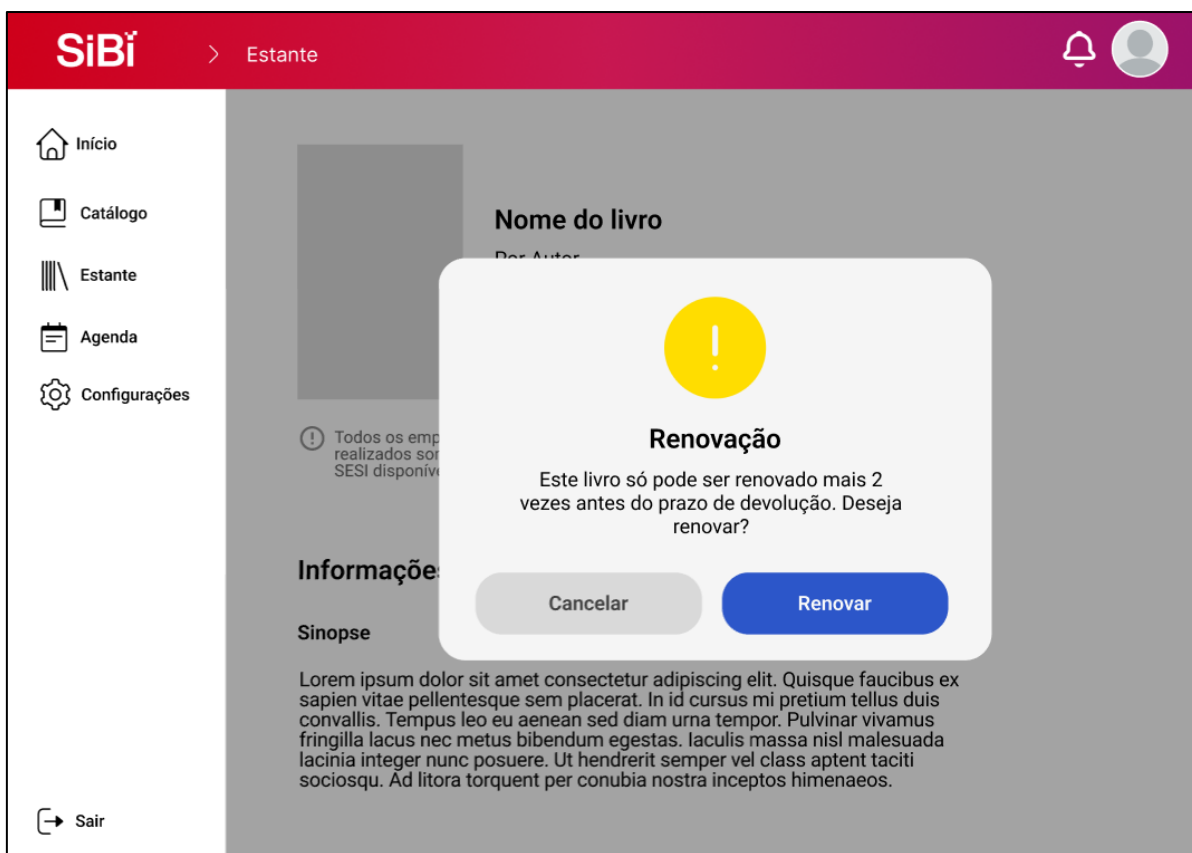 SiBi
Estante
Início
Catálogo
Estante
Agenda
Configurações
Sair
Nome do livro
Por Autor
Todos os
realizados
SESI
Renovação
Este livro só pode ser renovado mais 2
vezes antes do prazo de devolução. Deseja
renovar?
Cancelar
Renovar
Informações
Sinopse
Lorem ipsum dolor sit amet consectetur adipiscing elit. Quisque faucibus ex
sapien vitae pellentesque sem placerat. In id cursus mi pretium tellus duis
convallis. Tempus leo eu aenean sed diam urna tempor. Pulvinar vivamus
fringilla lacus nec metus bibendum egestas. Iaculis massa nisl malesuada
lacinia integer nunc posuere. Ut hendrerit semper vel class aptent taciti
sociosqu. Ad litora torquent per conubia nostra inceptos himenaeos.